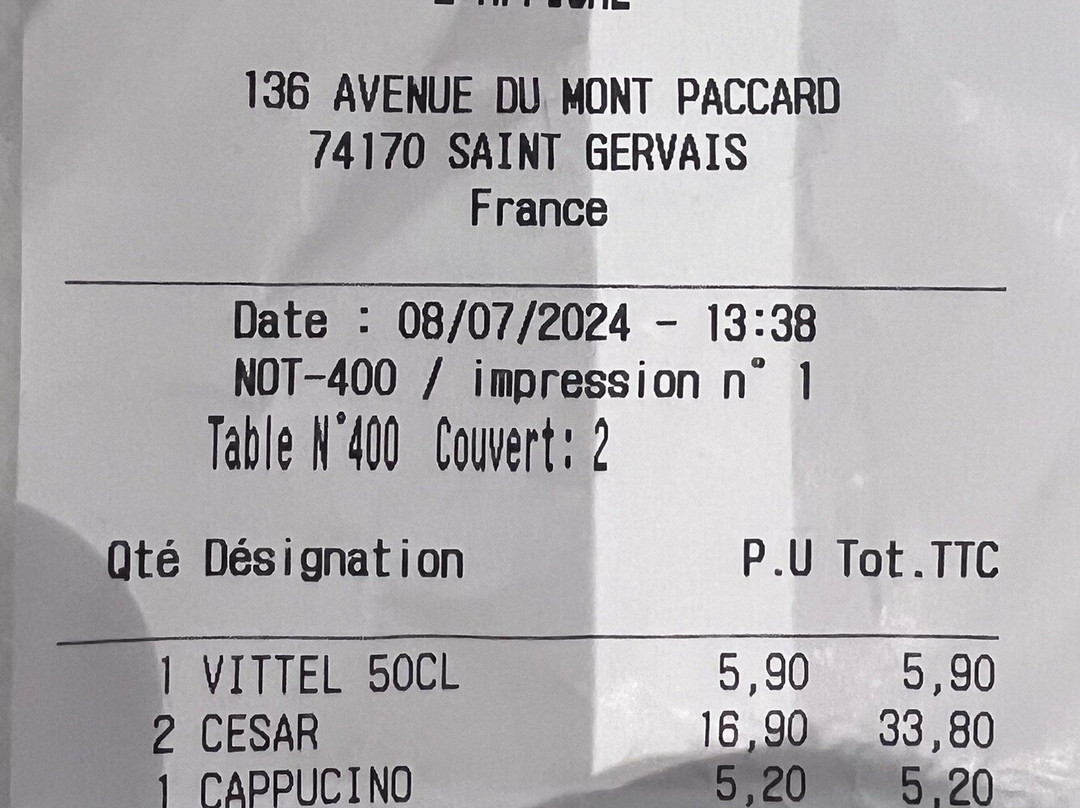 136 AVENUE DU MONT PACCARD
74170 SAINT GERVAIS
France
Date : 08/07/2024 - 13:38
NOT-400 / impression n° 1
Table N°400 Couvert: 2
Qté Désignation P.U Tot.TTC
1 VITTEL 50CL 5,90 5,90
2 CESAR 16,90 33,80
1 CAPPUCINO 5,20 5,20